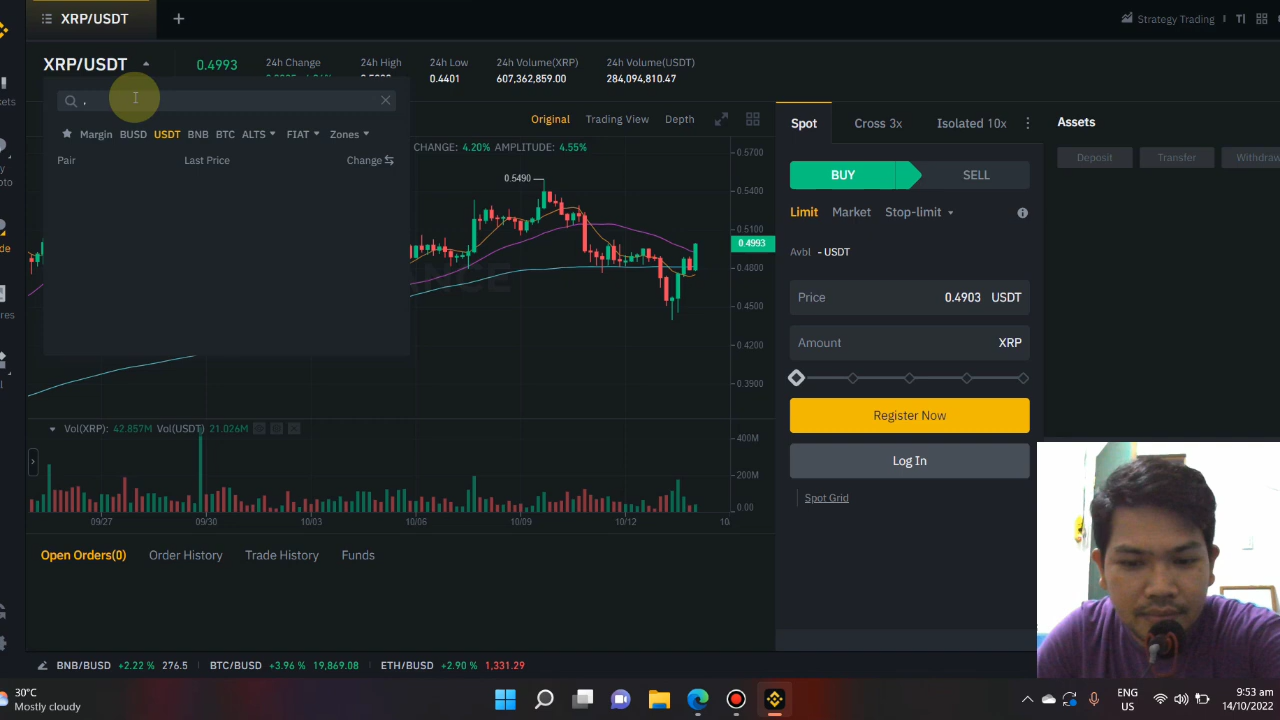 XRP/USDT +
Strategy Trading
XRP/USDT 0.4993 24h Change 24h High 24h Low 24h Volume(XRP) 24h Volume(USDT)
0.4401 607,362,859.00 284,094,810.47
,
Margin BUSD USDT BNB BTC ALTS FIAT Zones
Pair Last Price Change
Original Trading View Depth
CHANGE: 4.20% AMPLITUDE: 4.55%
0.5490
0.5700
0.5400
0.5100
0.4993
0.4800
0.4500
0.4200
0.3900
Vol(XRP): 42.857M Vol(USDT) 21.026M
400M
200M
0.00
09/27 09/30 10/03 10/06 10/09 10/12 10/
Open Orders(0) Order History Trade History Funds
Spot Cross 3x Isolated 10x
BUY SELL
Limit Market Stop-limit
Avbl - USDT
Price 0.4903 USDT
Amount XRP
Register Now
Log In
Spot Grid
Assets
Deposit Transfer Withdraw
BNB/BUSD +2.22 % 276.5 BTC/BUSD +3.96 % 19,869.08 ETH/BUSD +2.90 % 1,331.29
30°C
Mostly cloudy
ENG
US
9:53 am
14/10/2022